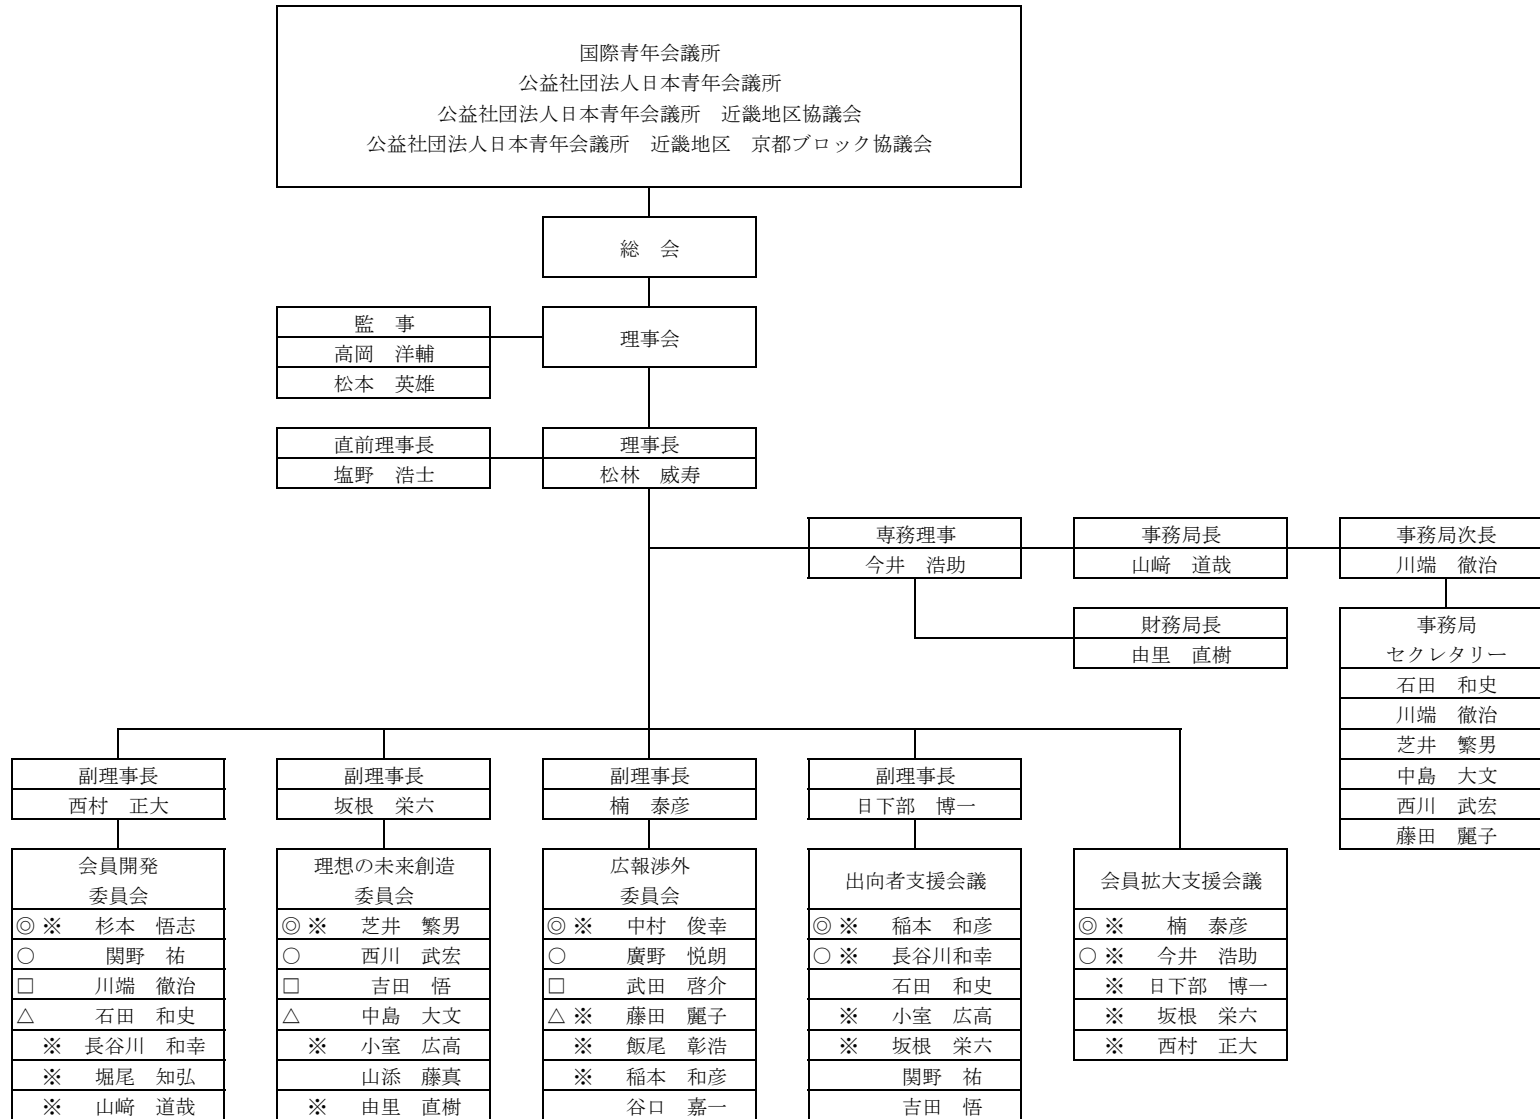 国際青年会議所
公益社団法人日本青年会議所
公益社団法人日本青年会議所　近畿地区協議会
公益社団法人日本青年会議所　近畿地区　京都ブロック協議会
総　会
監　事
高岡　洋輔
松本　英雄
理事会
直前理事長
塩野　浩士
理事長
松林　威寿
専務理事
今井　浩助
事務局長
山﨑　道哉
事務局次長
川端　徹治
財務局長
由里　直樹
事務局
セクレタリー
石田　和史
川端　徹治
芝井　繁男
中島　大文
西川　武宏
藤田　麗子
副理事長
西村　正大
会員開発
委員会
◎ ※ 杉本　悟志
○ 関野　祐
□ 川端　徹治
△ 石田　和史
※ 長谷川　和幸
※ 堀尾　知弘
※ 山﨑　道哉
副理事長
坂根　栄六
理想の未来創造
委員会
◎ ※ 芝井　繁男
○ 西川　武宏
□ 吉田　悟
△ 中島　大文
※ 小室　広高
山添　藤真
※ 由里　直樹
副理事長
楠　泰彦
広報渉外
委員会
◎ ※ 中村　俊幸
○ 廣野　悦朗
□ 武田　啓介
△ ※ 藤田　麗子
※ 飯尾　彰浩
※ 稲本　和彦
谷口　嘉一
副理事長
日下部　博一
出向者支援会議
◎ ※ 稲本　和彦
○ ※ 長谷川和幸
石田　和史
※ 小室　広高
※ 坂根　栄六
関野　祐
吉田　悟
会員拡大支援会議
◎ ※ 楠　泰彦
○ ※ 今井　浩助
※ 日下部　博一
※ 坂根　栄六
※ 西村　正大